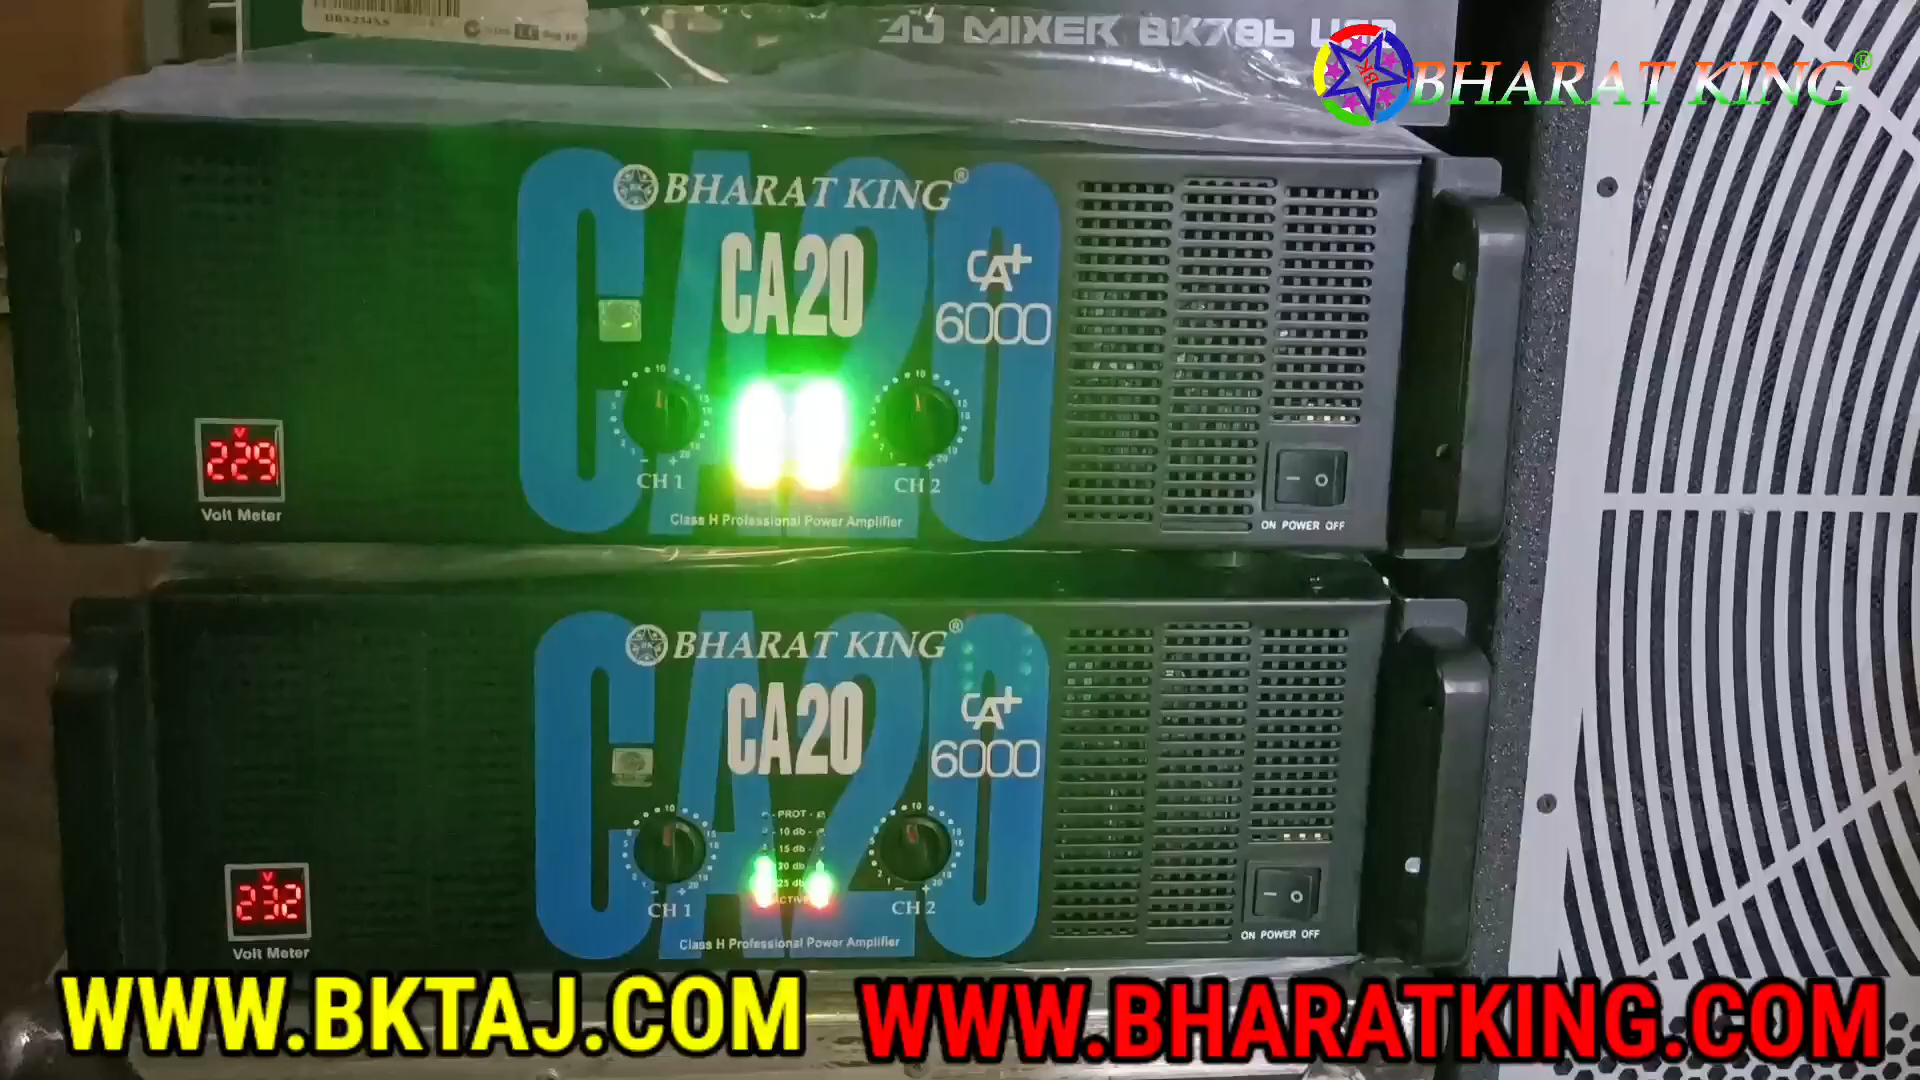 DJ MIXER BK786 USB
BHARAT KING®
BHARAT KING®
CA20
CA+
6000
10
CH 1
CH 2
229
Volt Meter
Class H Professional Power Amplifier
ON POWER OFF
BHARAT KING®
CA20
CA+
6000
PROT
10 db
15 db
20 db
25 db
ACTIVE
10
CH 1
CH 2
232
Volt Meter
Class H Professional Power Amplifier
ON POWER OFF
WWW.BKTAJ.COM
WWW.BHARATKING.COM